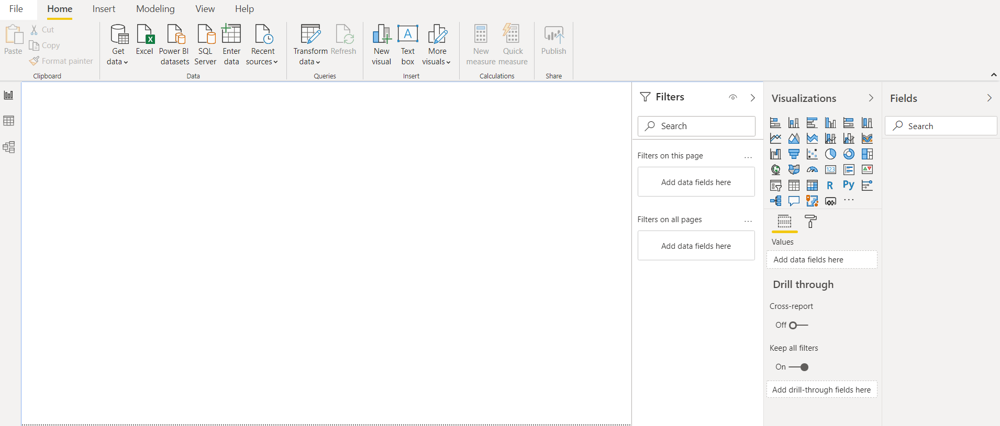 File Home Insert Modeling View Help
Paste
Cut
Copy
Format painter
Clipboard
Get
data
Excel
Power BI
datasets
SQL
Server
Enter
data
Recent
sources
Data
Transform
data
Refresh
Queries
New
visual
Text
box
More
visuals
Insert
New
measure
Quick
measure
Calculations
Publish
Share
Filters
Search
Filters on this page
Add data fields here
Filters on all pages
Add data fields here
Visualizations
123
R
Py
Values
Add data fields here
Drill through
Cross-report
Off
Keep all filters
On
Add drill-through fields here
Fields
Search